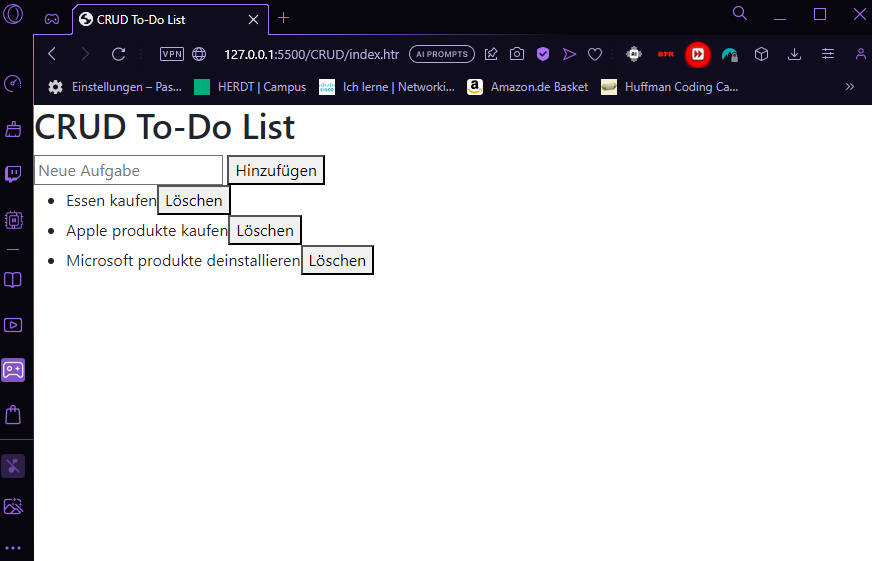 CRUD To-Do List
VPN 127.0.0.1:5500/CRUD/index.htr AI PROMPTS
Einstellungen – Pas... HERDT | Campus Ich lerne | Networki... Amazon.de Basket Huffman Coding Ca...
CRUD To-Do List
Neue Aufgabe Hinzufügen
Essen kaufen Löschen
Apple produkte kaufen Löschen
Microsoft produkte deinstallieren Löschen